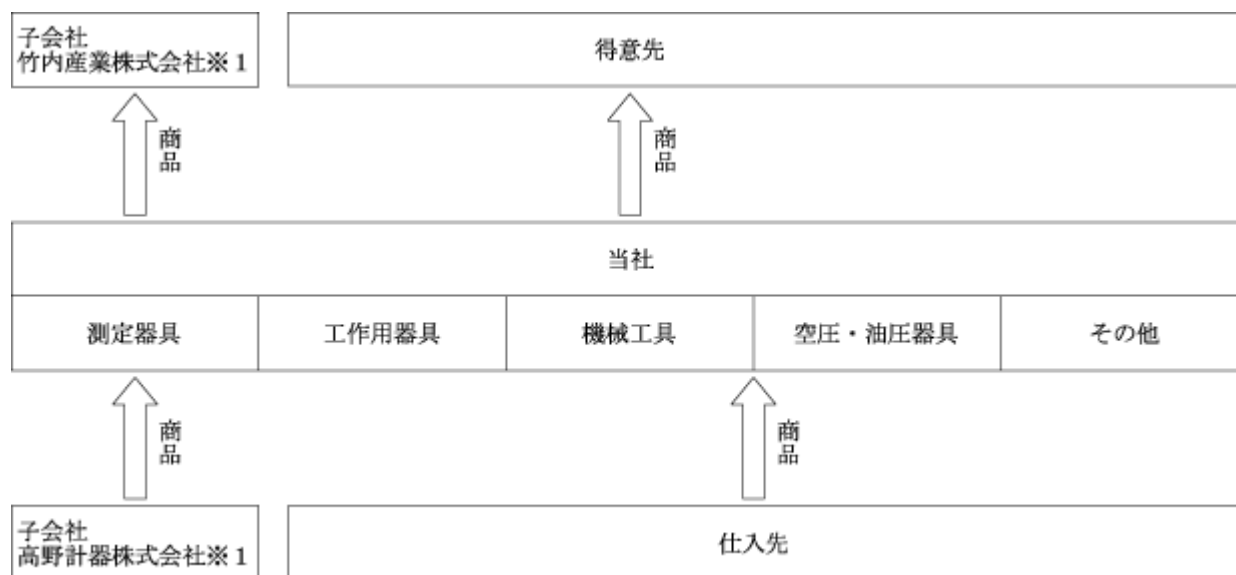 子会社
竹内産業株式会社※1
得意先
商品
商品
当社
測定器具
工作用器具
機械工具
空圧・油圧器具
その他
商品
商品
子会社
高野計器株式会社※1
仕入先